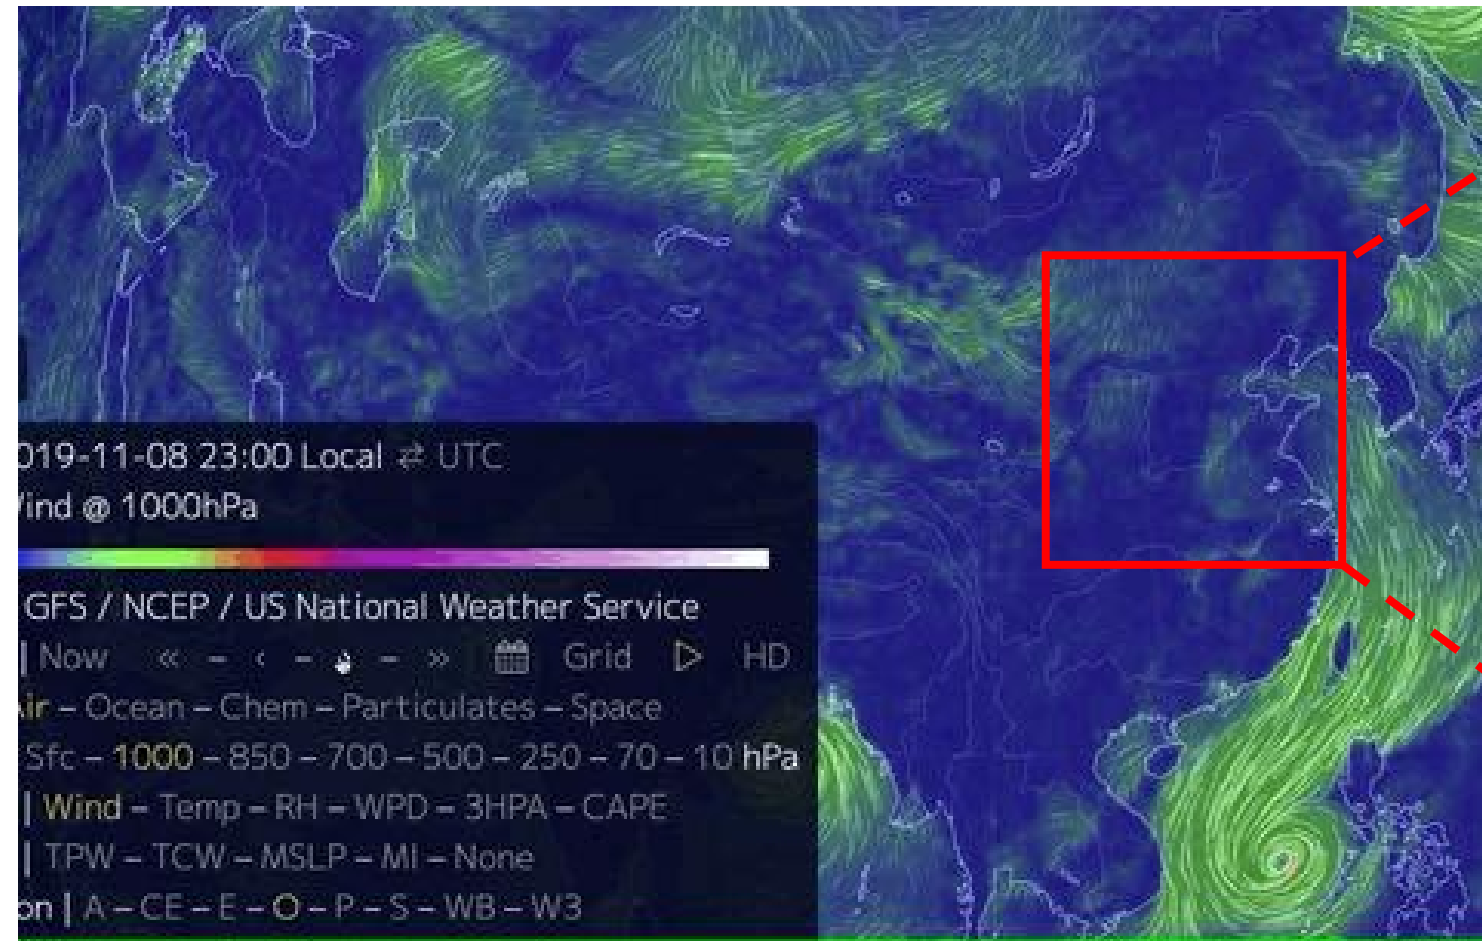 019-11-08 23:00 Local ⇄ UTC
Wind @ 1000hPa
GFS / NCEP / US National Weather Service
| Now « – ‹ – – » Grid ▷ HD
Air – Ocean – Chem – Particulates – Space
Sfc – 1000 – 850 – 700 – 500 – 250 – 70 – 10 hPa
| Wind – Temp – RH – WPD – 3HPA – CAPE
| TPW – TCW – MSLP – MI – None
on | A – CE – E – O – P – S – WB – W3